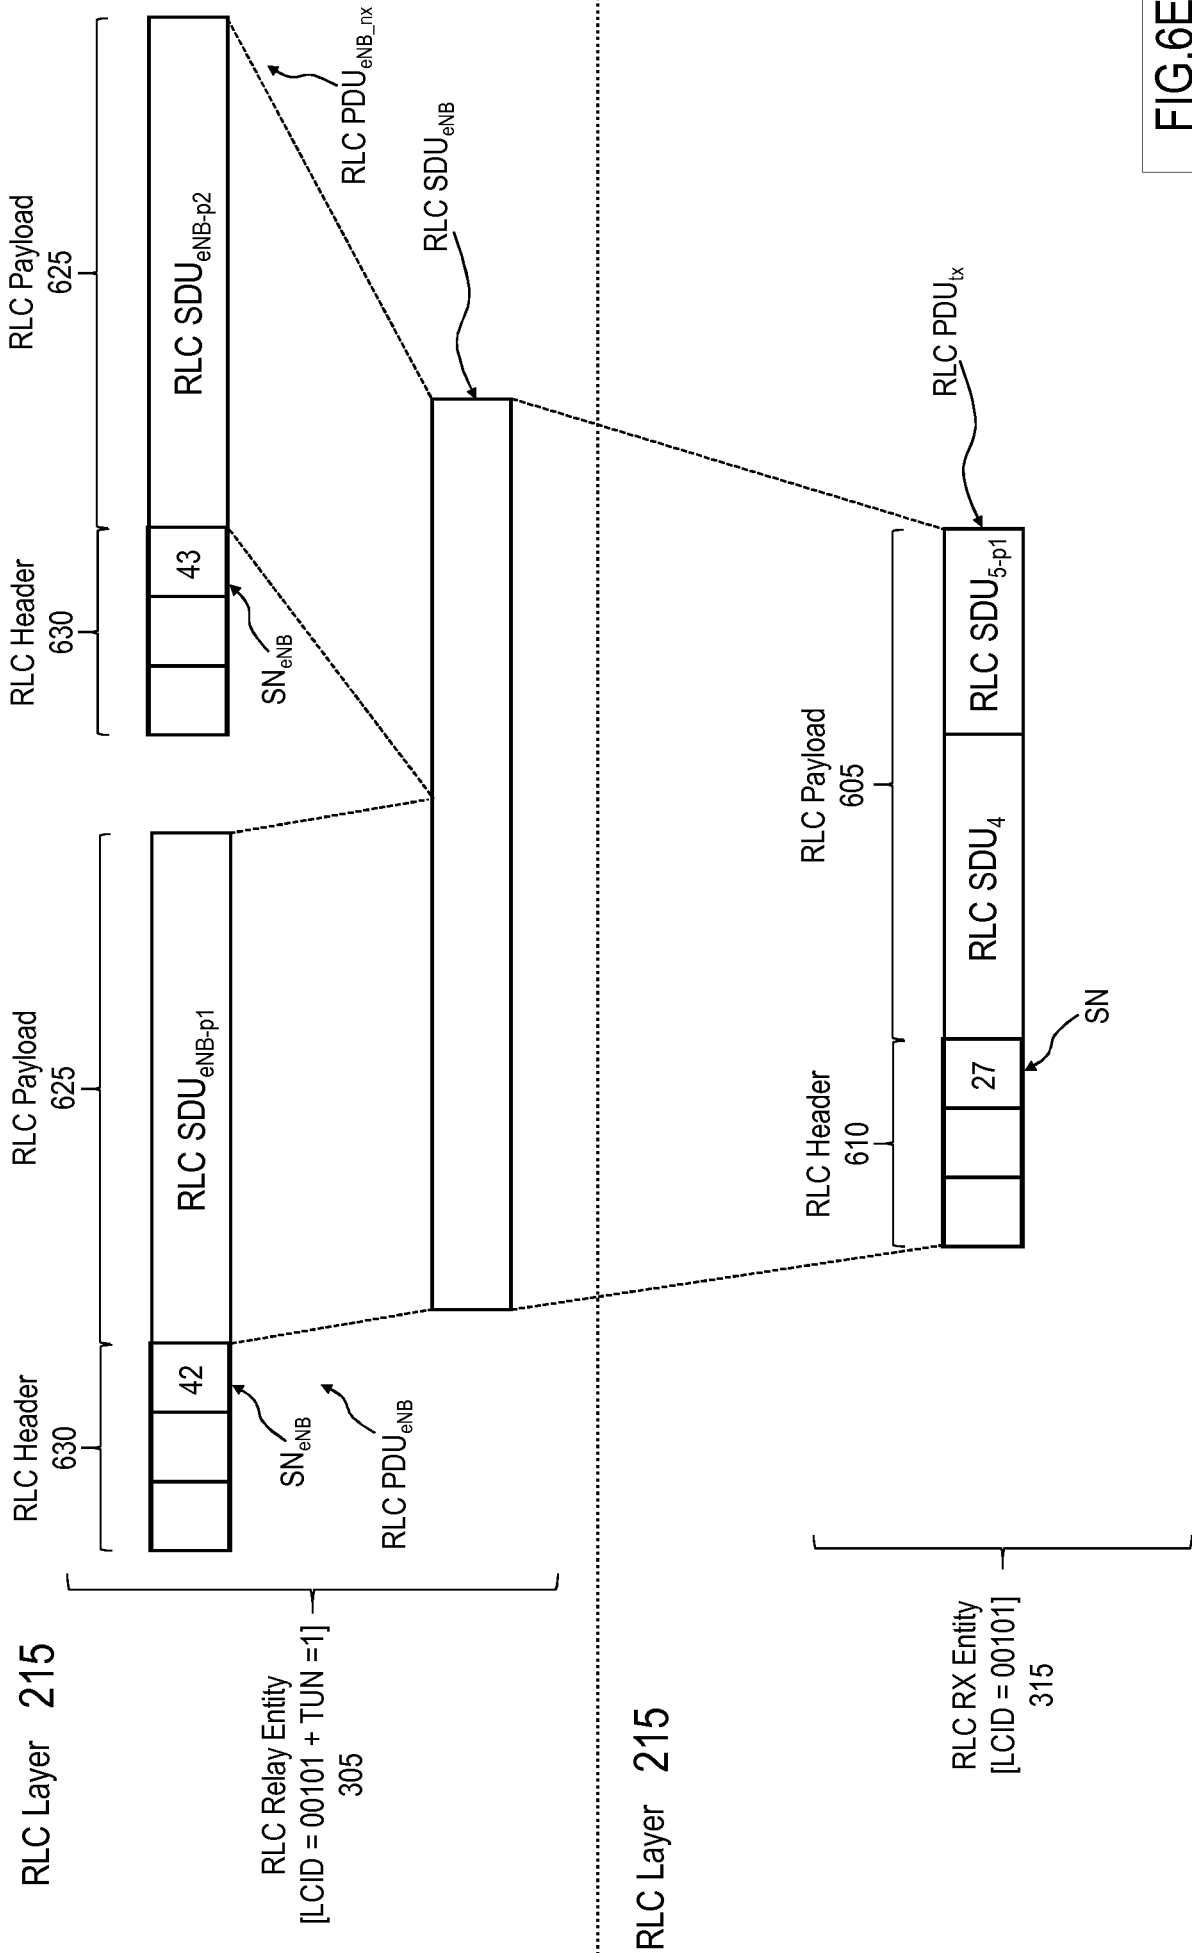 RLC Layer 215
RLC Header
630
RLC Payload
625
RLC Header
630
RLC Payload
625
42
RLC SDUeNB-p1
43
RLC SDUeNB-p2
SNeNB
RLC PDUeNB
SNeNB
RLC PDUeNB_nx
RLC SDUeNB
RLC Relay Entity
[LCID = 00101 + TUN =1]
305
RLC Layer 215
RLC Header
610
RLC Payload
605
27
RLC SDU4
RLC SDU5-p1
RLC PDUtx
SN
RLC RX Entity
[LCID = 00101]
315
FIG.6E